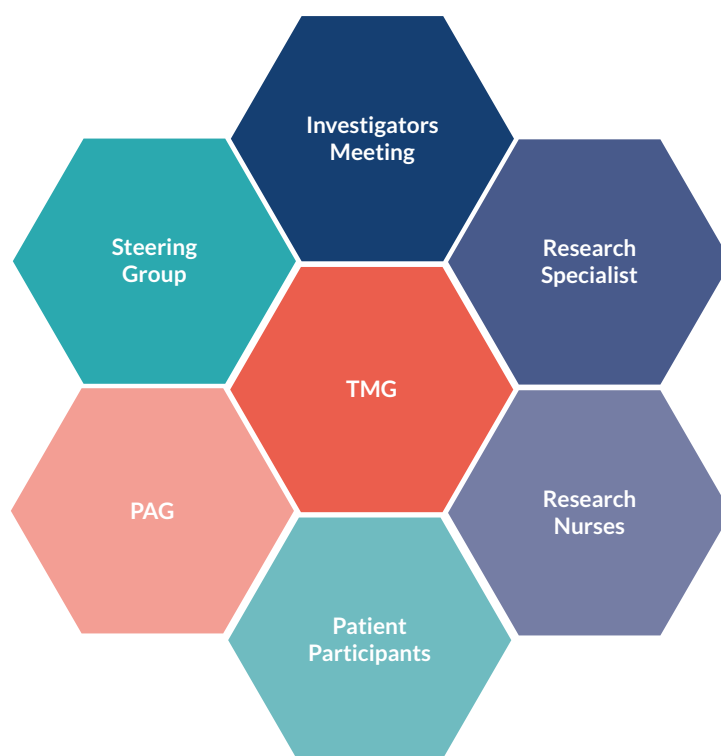 Investigators
Meeting
Steering
Group
Research
Specialist
TMG
PAG
Research
Nurses
Patient
Participants